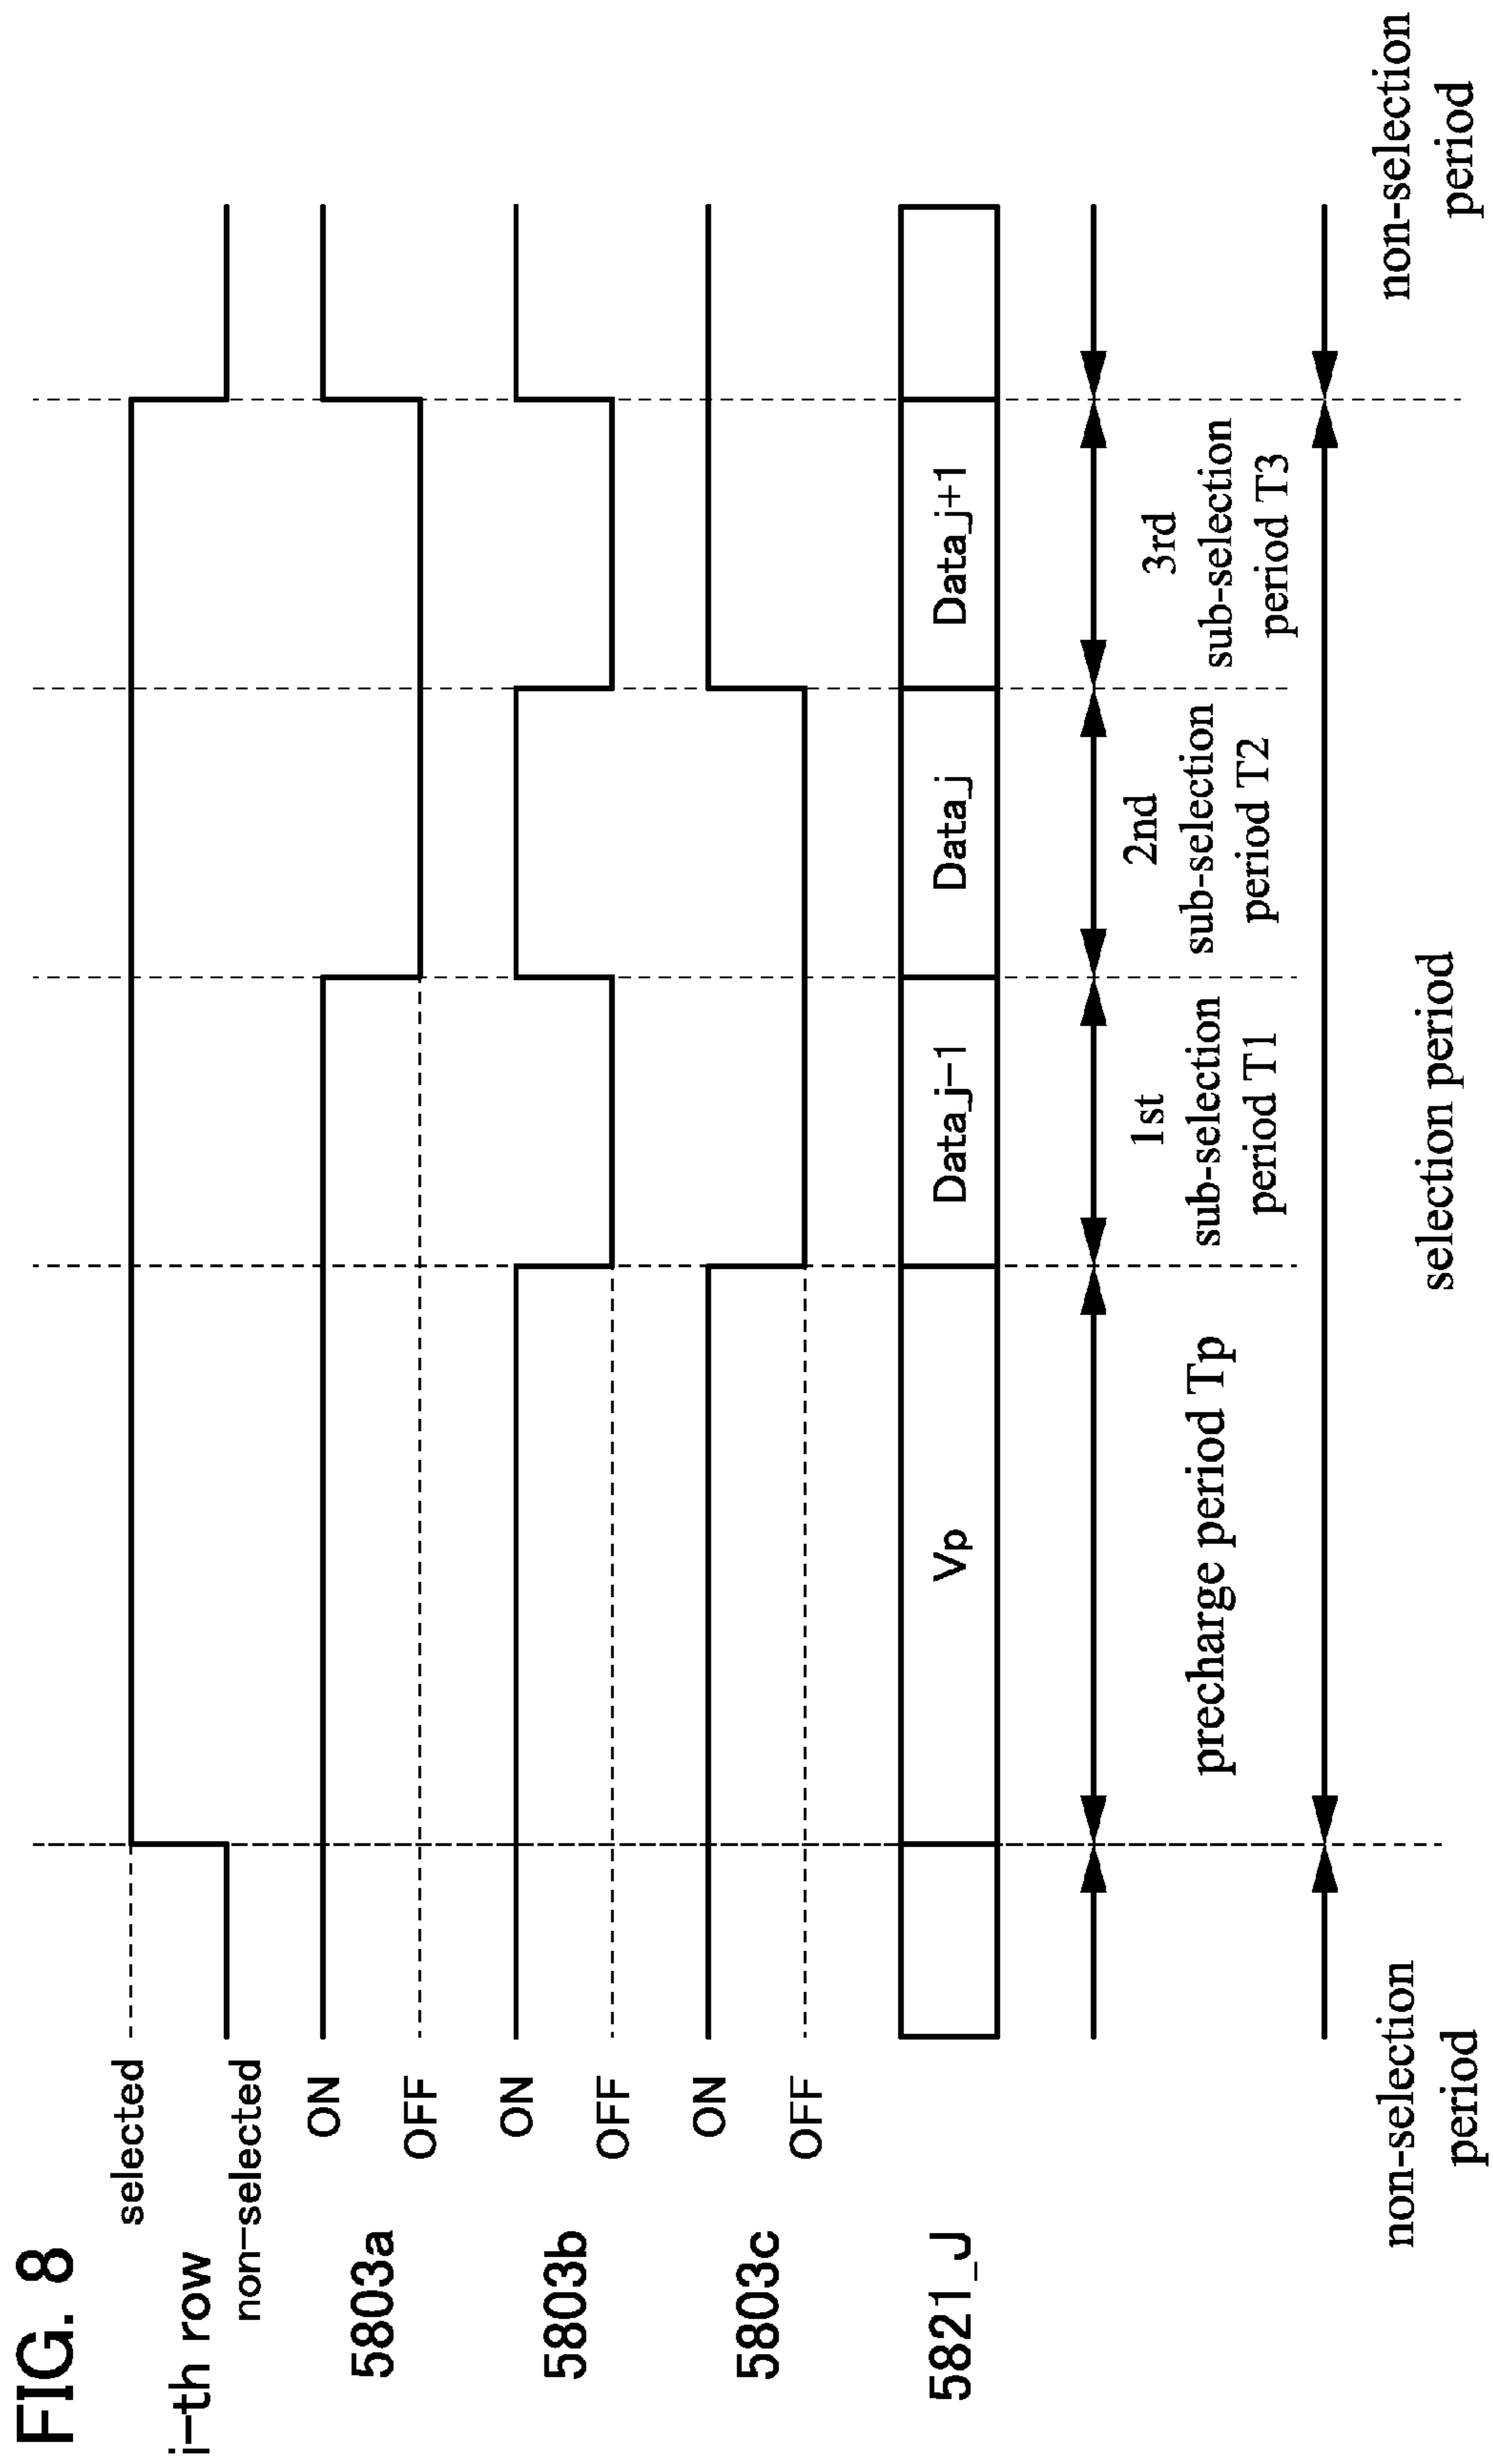 FIG. 8
i-th row
selected
non-selected
5803a
ON
OFF
5803b
ON
OFF
5803c
ON
OFF
5821_J
Vp
Data_j-1
Data_j
Data_j+1
precharge period Tp
1st
sub-selection
period T1
2nd
sub-selection
period T2
3rd
sub-selection
period T3
non-selection
period
selection period
non-selection
period